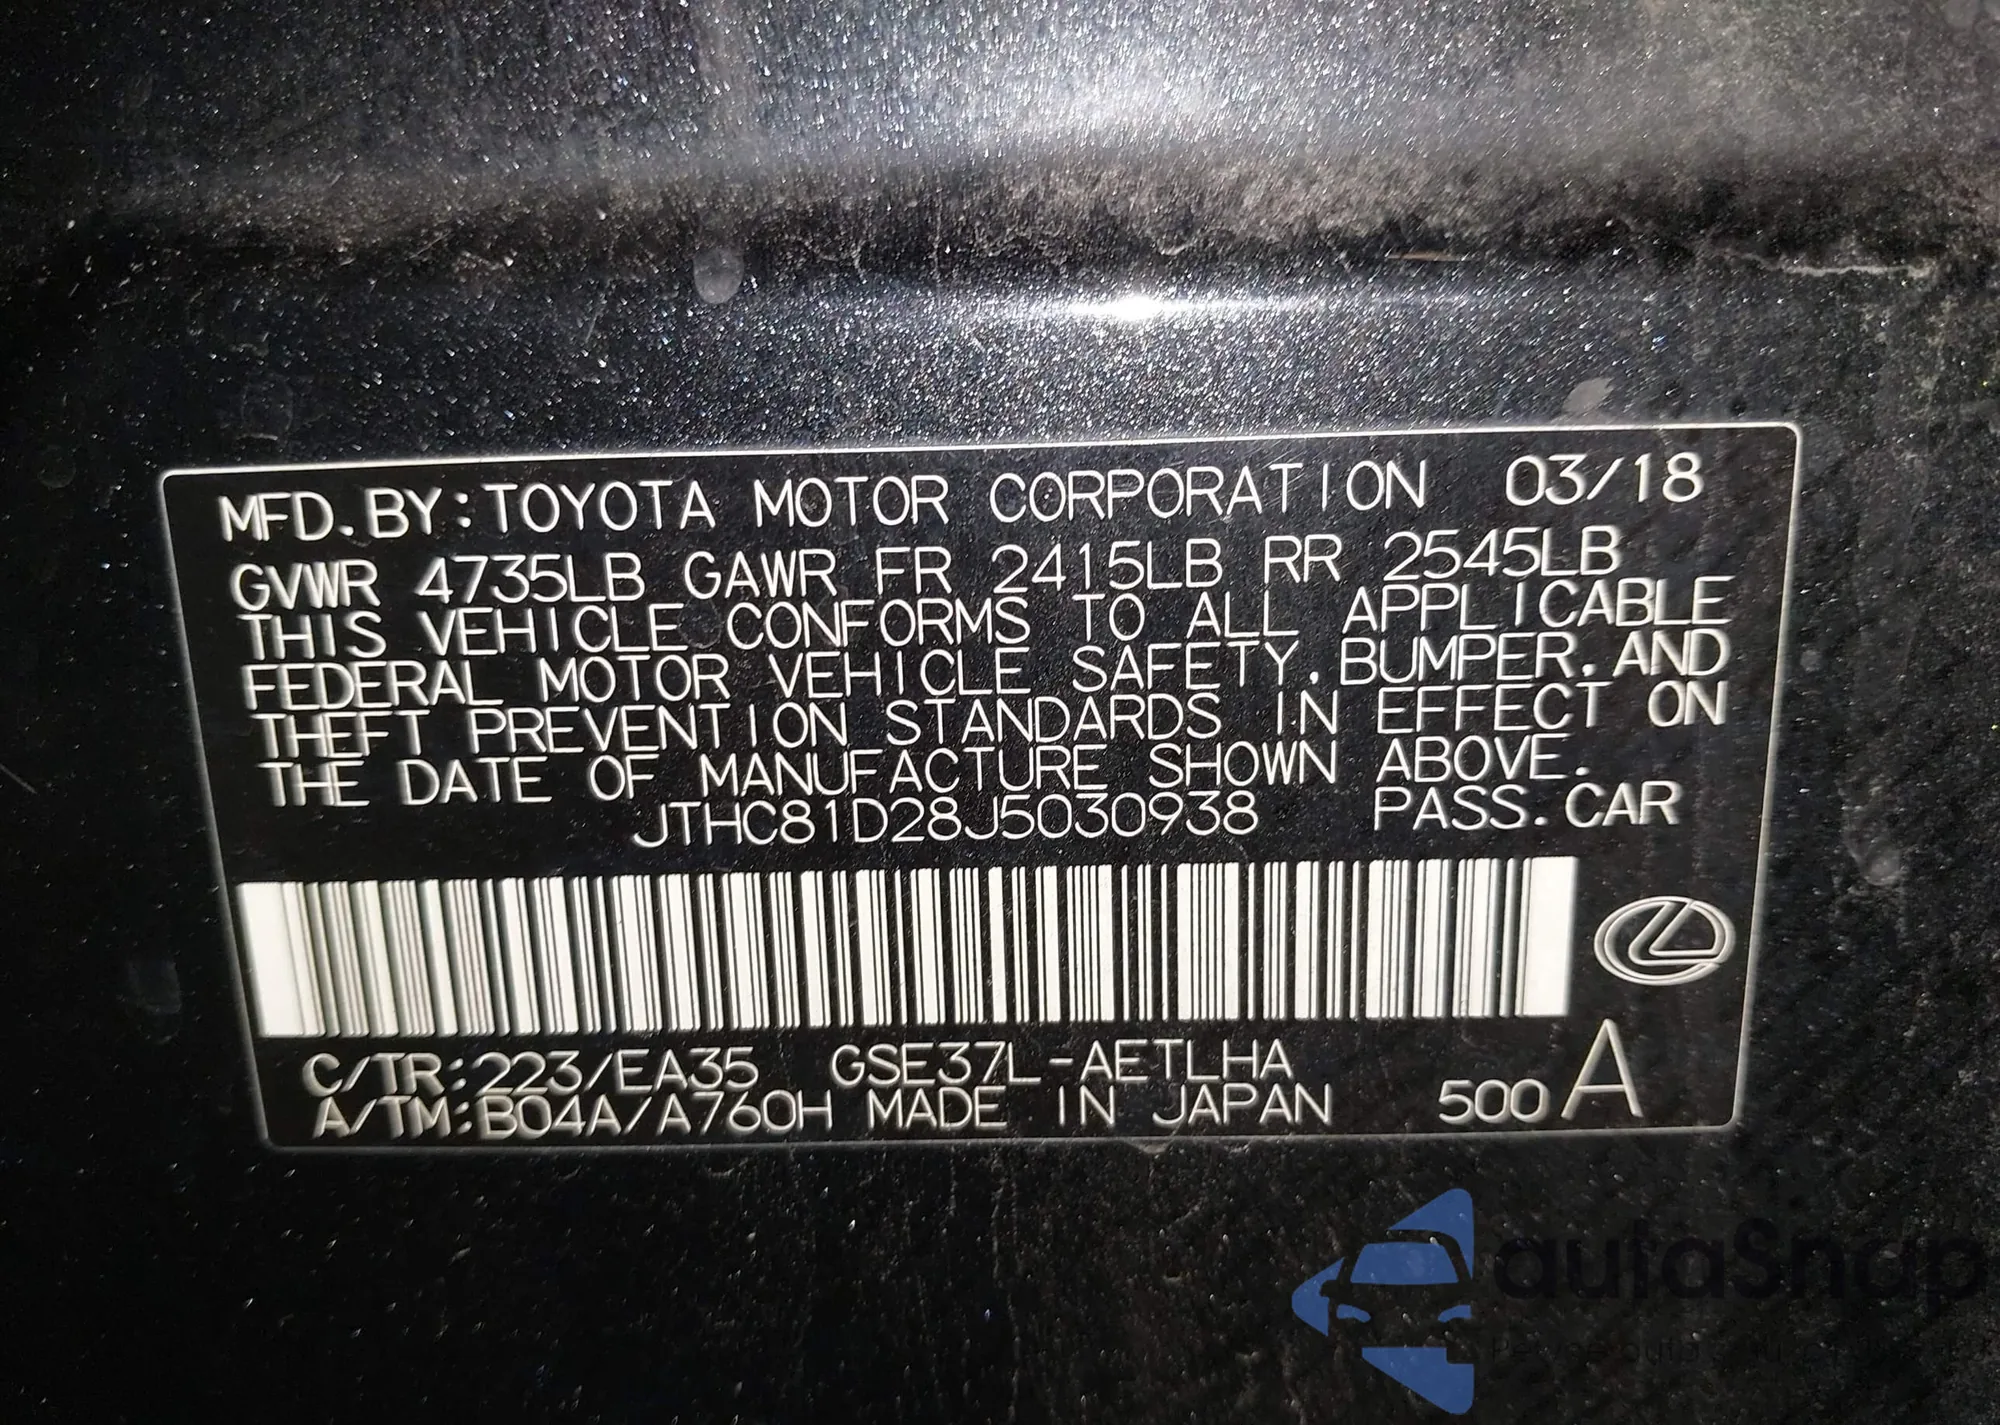 MFD. BY: TOYOTA MOTOR CORPORATION 03/18
GVWR 4735LB GAWR FR 2415LB RR 2545LB
THIS VEHICLE CONFORMS TO ALL APPLICABLE
FEDERAL MOTOR VEHICLE SAFETY, BUMPER, AND
THEFT PREVENTION STANDARDS IN EFFECT ON
THE DATE OF MANUFACTURE SHOWN ABOVE.
JTHC81D28J5030938 PASS. CAR
C/TR: 223/EA35 GSE37L-AETLHA
A/TM: B04A/A760H MADE IN JAPAN 500 A
autoSnap